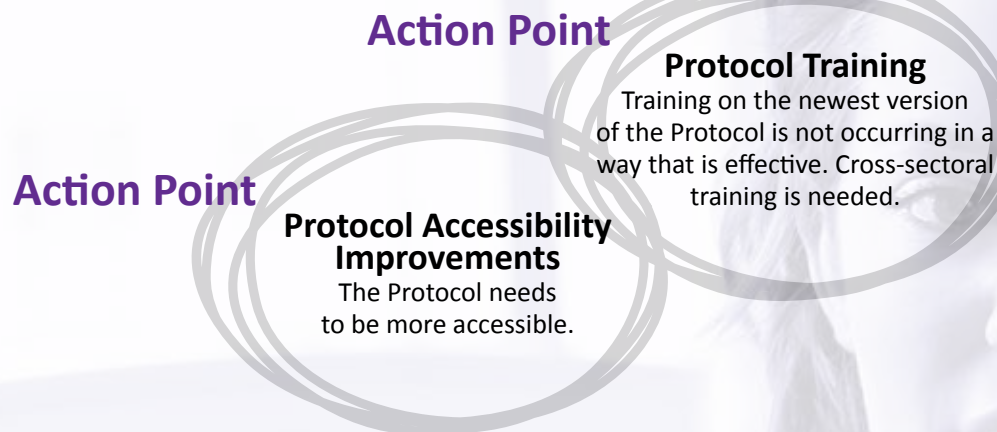 Action Point
Protocol Training
Training on the newest version
of the Protocol is not occurring in a
way that is effective. Cross-sectoral
training is needed.
Action Point
Protocol Accessibility
Improvements
The Protocol needs
to be more accessible.